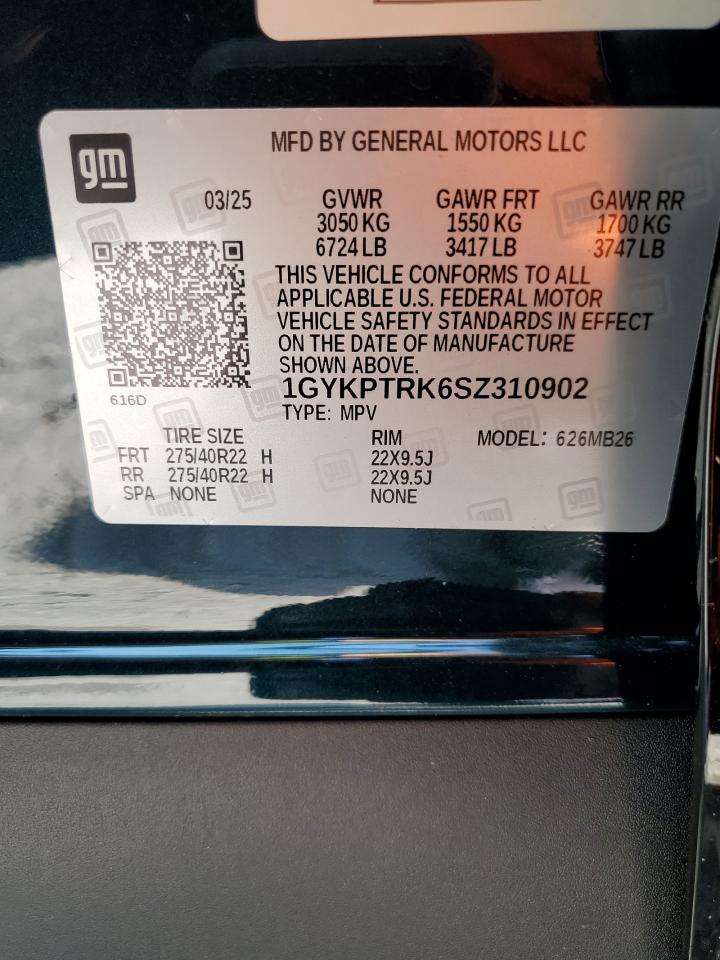 gm
MFD BY GENERAL MOTORS LLC
03/25 GVWR GAWR FRT GAWR RR
3050 KG 1550 KG 1700 KG
6724 LB 3417 LB 3747 LB
THIS VEHICLE CONFORMS TO ALL
APPLICABLE U.S. FEDERAL MOTOR
VEHICLE SAFETY STANDARDS IN EFFECT
ON THE DATE OF MANUFACTURE
SHOWN ABOVE.
1GYKPTRK6SZ310902
616D
TYPE: MPV
TIRE SIZE RIM MODEL: 626MB26
FRT 275/40R22 H 22X9.5J
RR 275/40R22 H 22X9.5J
SPA NONE NONE